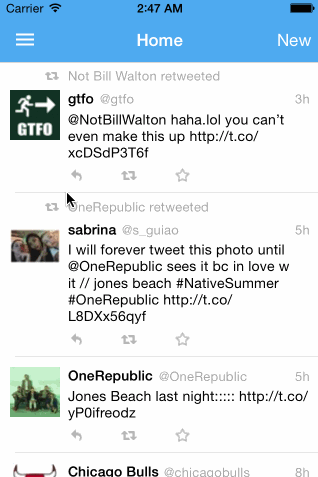 Carrier 2:47 AM
Home New
Not Bill Walton retweeted
GTFO
gtfo @gtfo 3h
@NotBillWalton haha.lol you can't
even make this up http://t.co/
xcDSdP3T6f
OneRepublic retweeted
sabrina @s_guiao 5h
I will forever tweet this photo until
@OneRepublic sees it bc in love w
it // jones beach #NativeSummer
#OneRepublic http://t.co/
L8DXx56qyf
OneRepublic @OneRepublic 5h
Jones Beach last night::::: http://t.co/
yP0ifreodz
Chicago Bulls @chicagobulls 8h